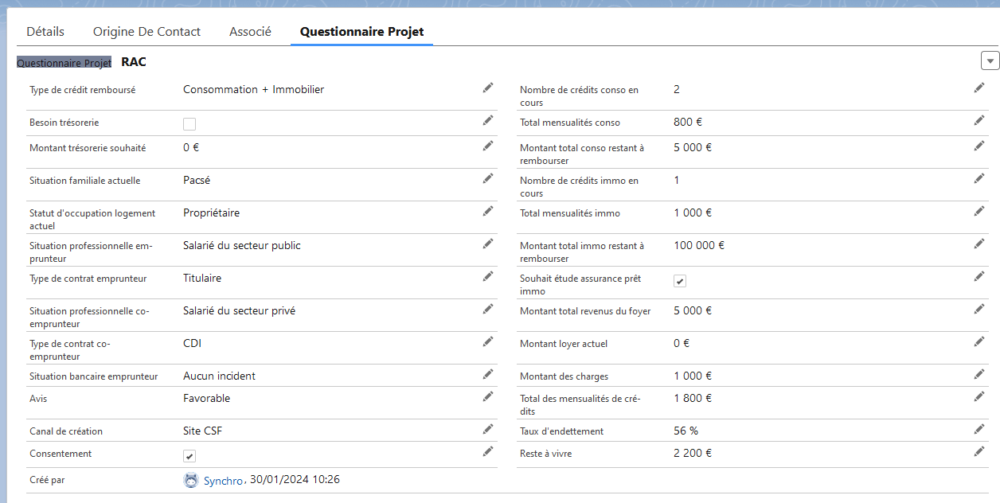 Détails Origine De Contact Associé Questionnaire Projet
Questionnaire Projet RAC
Type de crédit remboursé Consommation + Immobilier
Besoin trésorerie
Montant trésorerie souhaité 0 €
Situation familiale actuelle Pacsé
Statut d'occupation logement
actuel
Propriétaire
Situation professionnelle em-
prunteur
Salarié du secteur public
Type de contrat emprunteur Titulaire
Situation professionnelle co-
emprunteur
Salarié du secteur privé
Type de contrat co-
emprunteur
CDI
Situation bancaire emprunteur Aucun incident
Avis Favorable
Canal de création Site CSF
Consentement
Créé par Synchro, 30/01/2024 10:26
Nombre de crédits conso en
cours
2
Total mensualités conso 800 €
Montant total conso restant à
rembourser
5 000 €
Nombre de crédits immo en
cours
1
Total mensualités immo 1 000 €
Montant total immo restant à
rembourser
100 000 €
Souhait étude assurance prêt
immo
Montant total revenus du foyer 5 000 €
Montant loyer actuel 0 €
Montant des charges 1 000 €
Total des mensualités de cré-
dits
1 800 €
Taux d'endettement 56 %
Reste à vivre 2 200 €